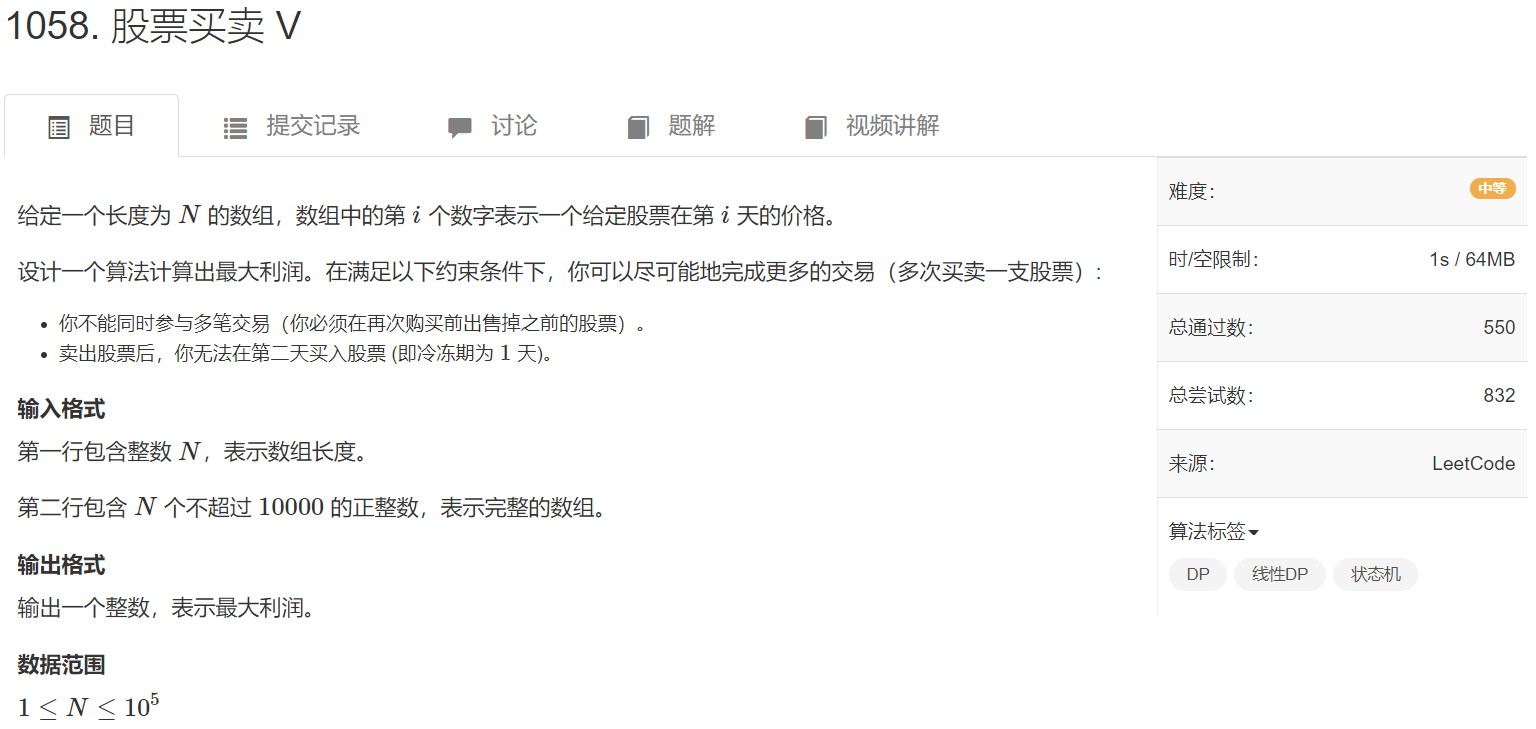 1058. 股票买卖 V
题目 提交记录 讨论 题解 视频讲解
给定一个长度为 N 的数组，数组中的第 i 个数字表示一个给定股票在第 i 天的价格。
设计一个算法计算出最大利润。在满足以下约束条件下，你可以尽可能地完成更多的交易（多次买卖一支股票）:
• 你不能同时参与多笔交易（你必须在再次购买前出售掉之前的股票）。
• 卖出股票后，你无法在第二天买入股票 (即冷冻期为 1 天)。
输入格式
第一行包含整数 N，表示数组长度。
第二行包含 N 个不超过 10000 的正整数，表示完整的数组。
输出格式
输出一个整数，表示最大利润。
数据范围
1 ≤ N ≤ 10⁵
难度： 中等
时/空限制： 1s / 64MB
总通过数： 550
总尝试数： 832
来源： LeetCode
算法标签
DP 线性DP 状态机